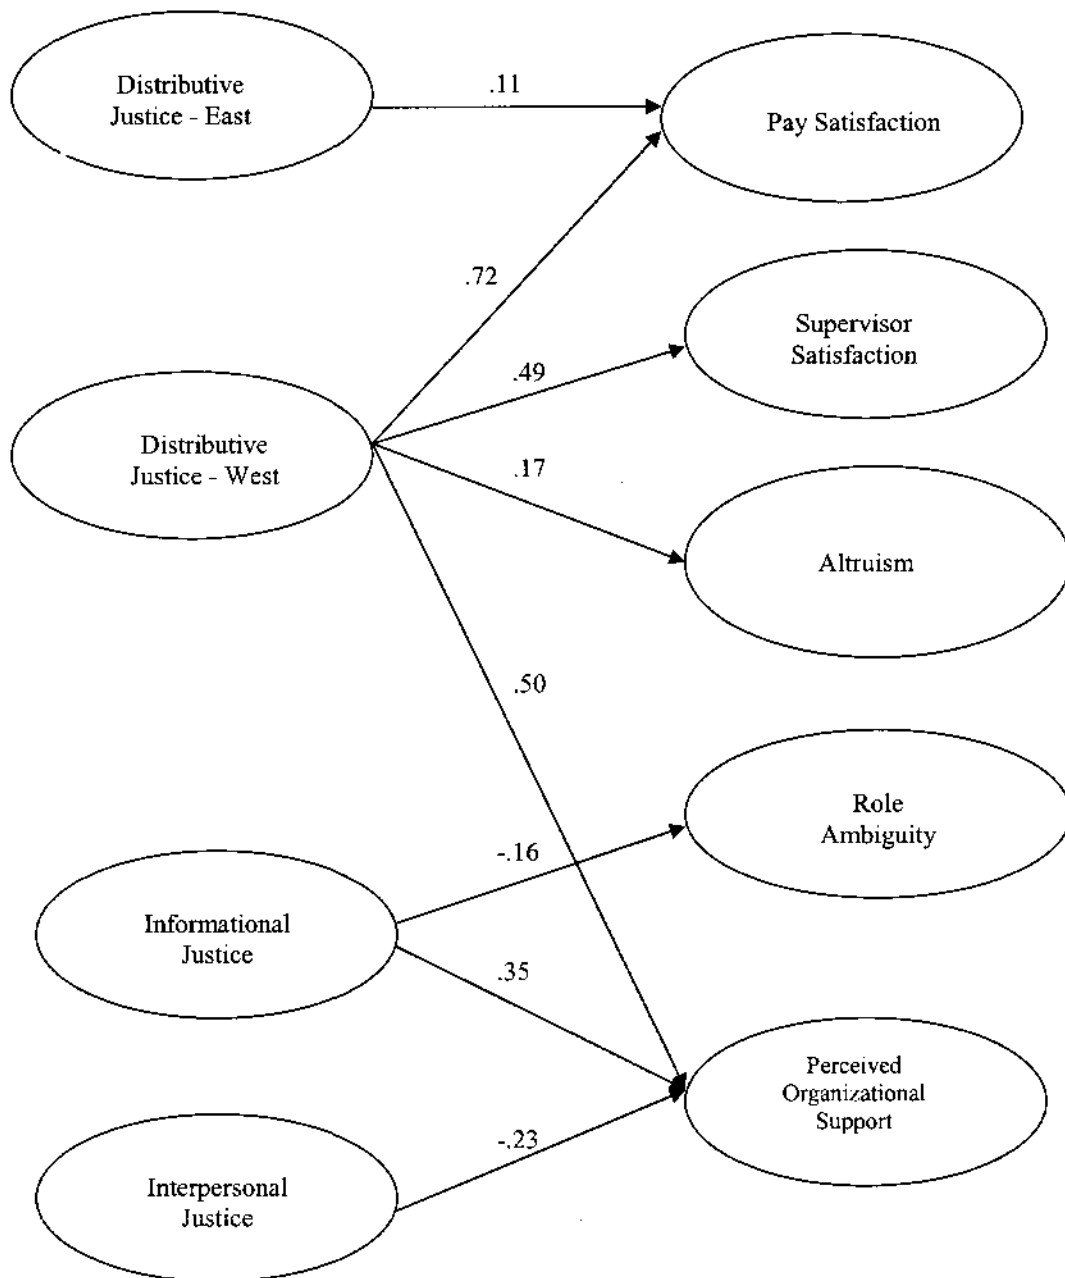 Distributive
Justice - East
.11
Pay Satisfaction
.72
Supervisor
Satisfaction
.49
Distributive
Justice - West
.17
Altruism
.50
Role
Ambiguity
-.16
Informational
Justice
.35
Perceived
Organizational
Support
-.23
Interpersonal
Justice